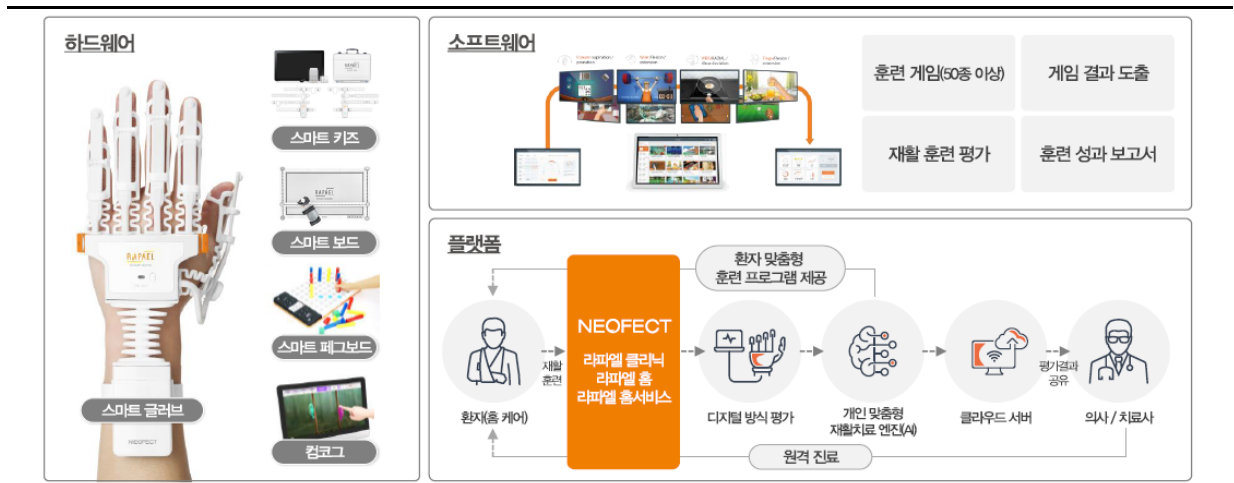 하드웨어
스마트 키즈
RAPAEL
스마트 보드
스마트 페그보드
RAPAEL
스마트 글러브
NEOFECT
컴코그
소프트웨어
훈련 게임(50종 이상)
게임 결과 도출
재활 훈련 평가
훈련 성과 보고서
플랫폼
환자 맞춤형
훈련 프로그램 제공
NEOFECT
라파엘 클리닉
라파엘 홈
라파엘 홈서비스
재활
훈련
평가결과
공유
환자(홈 케어)
디지털 방식 평가
개인 맞춤형
재활치료 엔진(AI)
클라우드 서버
의사 / 치료사
원격 진료